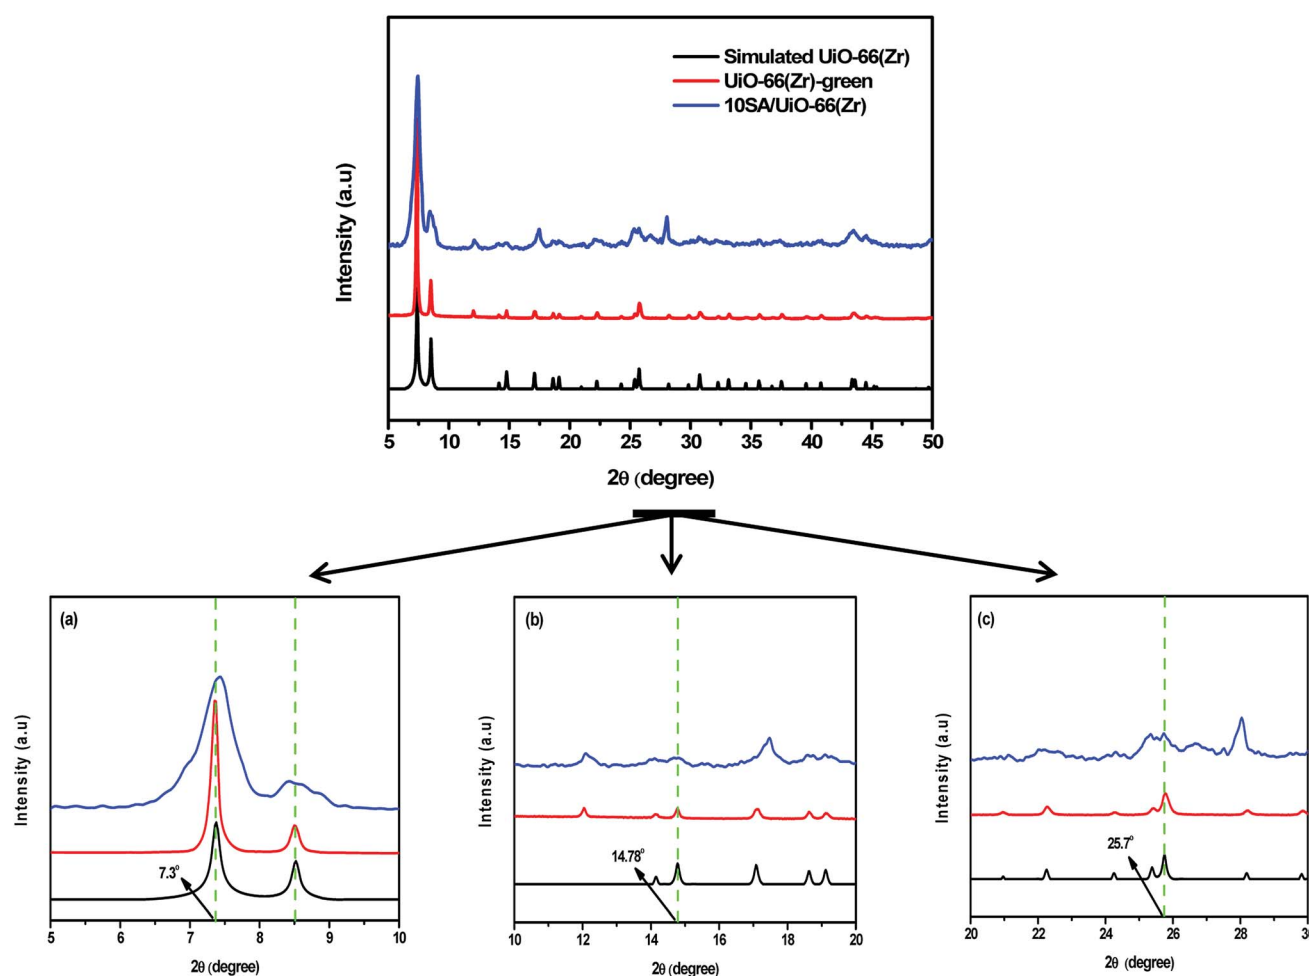 Simulated UiO-66(Zr)
UiO-66(Zr)-green
10SA/UiO-66(Zr)
Intensity (a.u)
5 10 15 20 25 30 35 40 45 50
2θ (degree)
(a)
Intensity (a.u)
7.3°
5 6 7 8 9 10
2θ (degree)
(b)
Intensity (a.u)
14.78°
10 12 14 16 18 20
2θ (degree)
(c)
Intensity (a.u)
25.7°
20 22 24 26 28 30
2θ (degree)